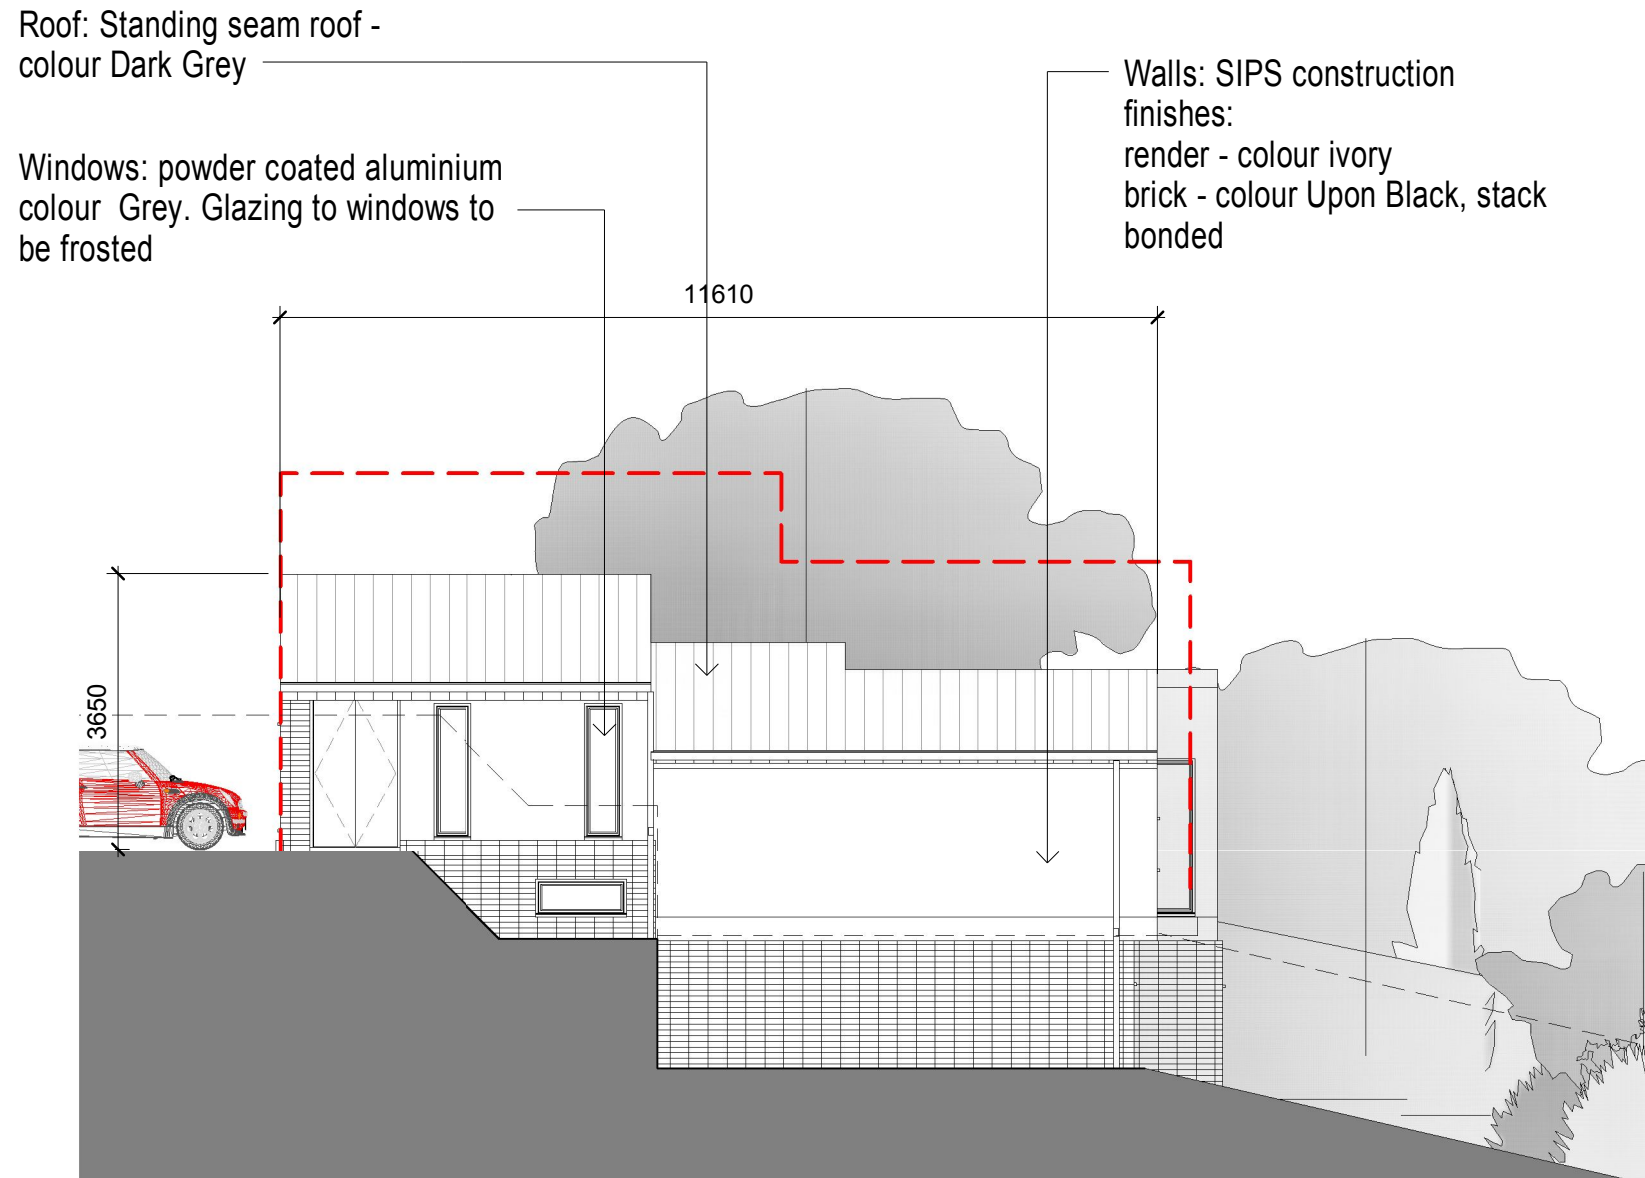 Roof: Standing seam roof -
colour Dark Grey
Windows: powder coated aluminium
colour  Grey. Glazing to windows to
be frosted
Walls: SIPS construction
finishes:
render - colour ivory
brick - colour Upon Black, stack
bonded
11610
3650